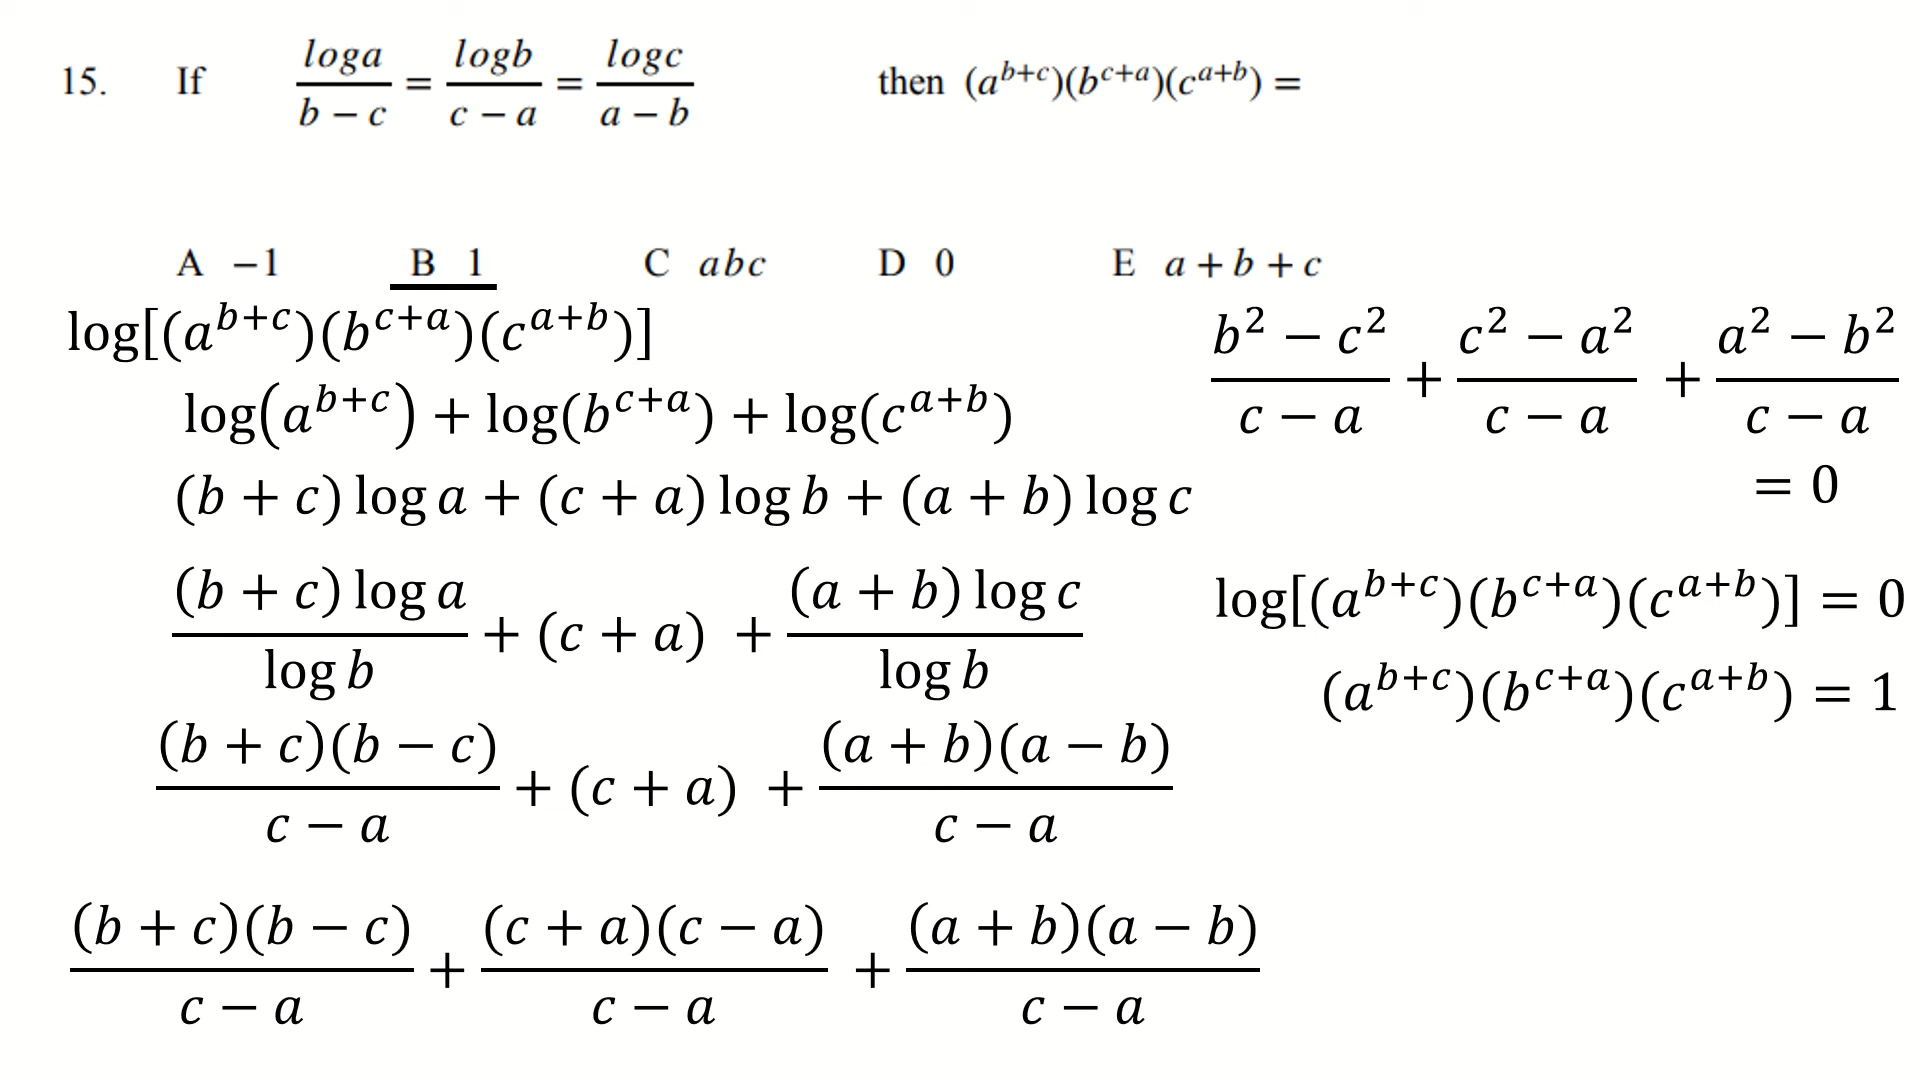 15. If loga/(b − c) = logb/(c − a) = logc/(a − b) then (a^{b+c})(b^{c+a})(c^{a+b}) =
A −1 B 1 C abc D 0 E a + b + c
log[(a^{b+c})(b^{c+a})(c^{a+b})]
log(a^{b+c}) + log(b^{c+a}) + log(c^{a+b})
(b + c) log a + (c + a) log b + (a + b) log c
(b + c) log a / log b + (c + a) + (a + b) log c / log b
(b + c)(b − c) / (c − a) + (c + a) + (a + b)(a − b) / (c − a)
(b + c)(b − c) / (c − a) + (c + a)(c − a) / (c − a) + (a + b)(a − b) / (c − a)
(b² − c²) / (c − a) + (c² − a²) / (c − a) + (a² − b²) / (c − a)
= 0
log[(a^{b+c})(b^{c+a})(c^{a+b})] = 0
(a^{b+c})(b^{c+a})(c^{a+b}) = 1